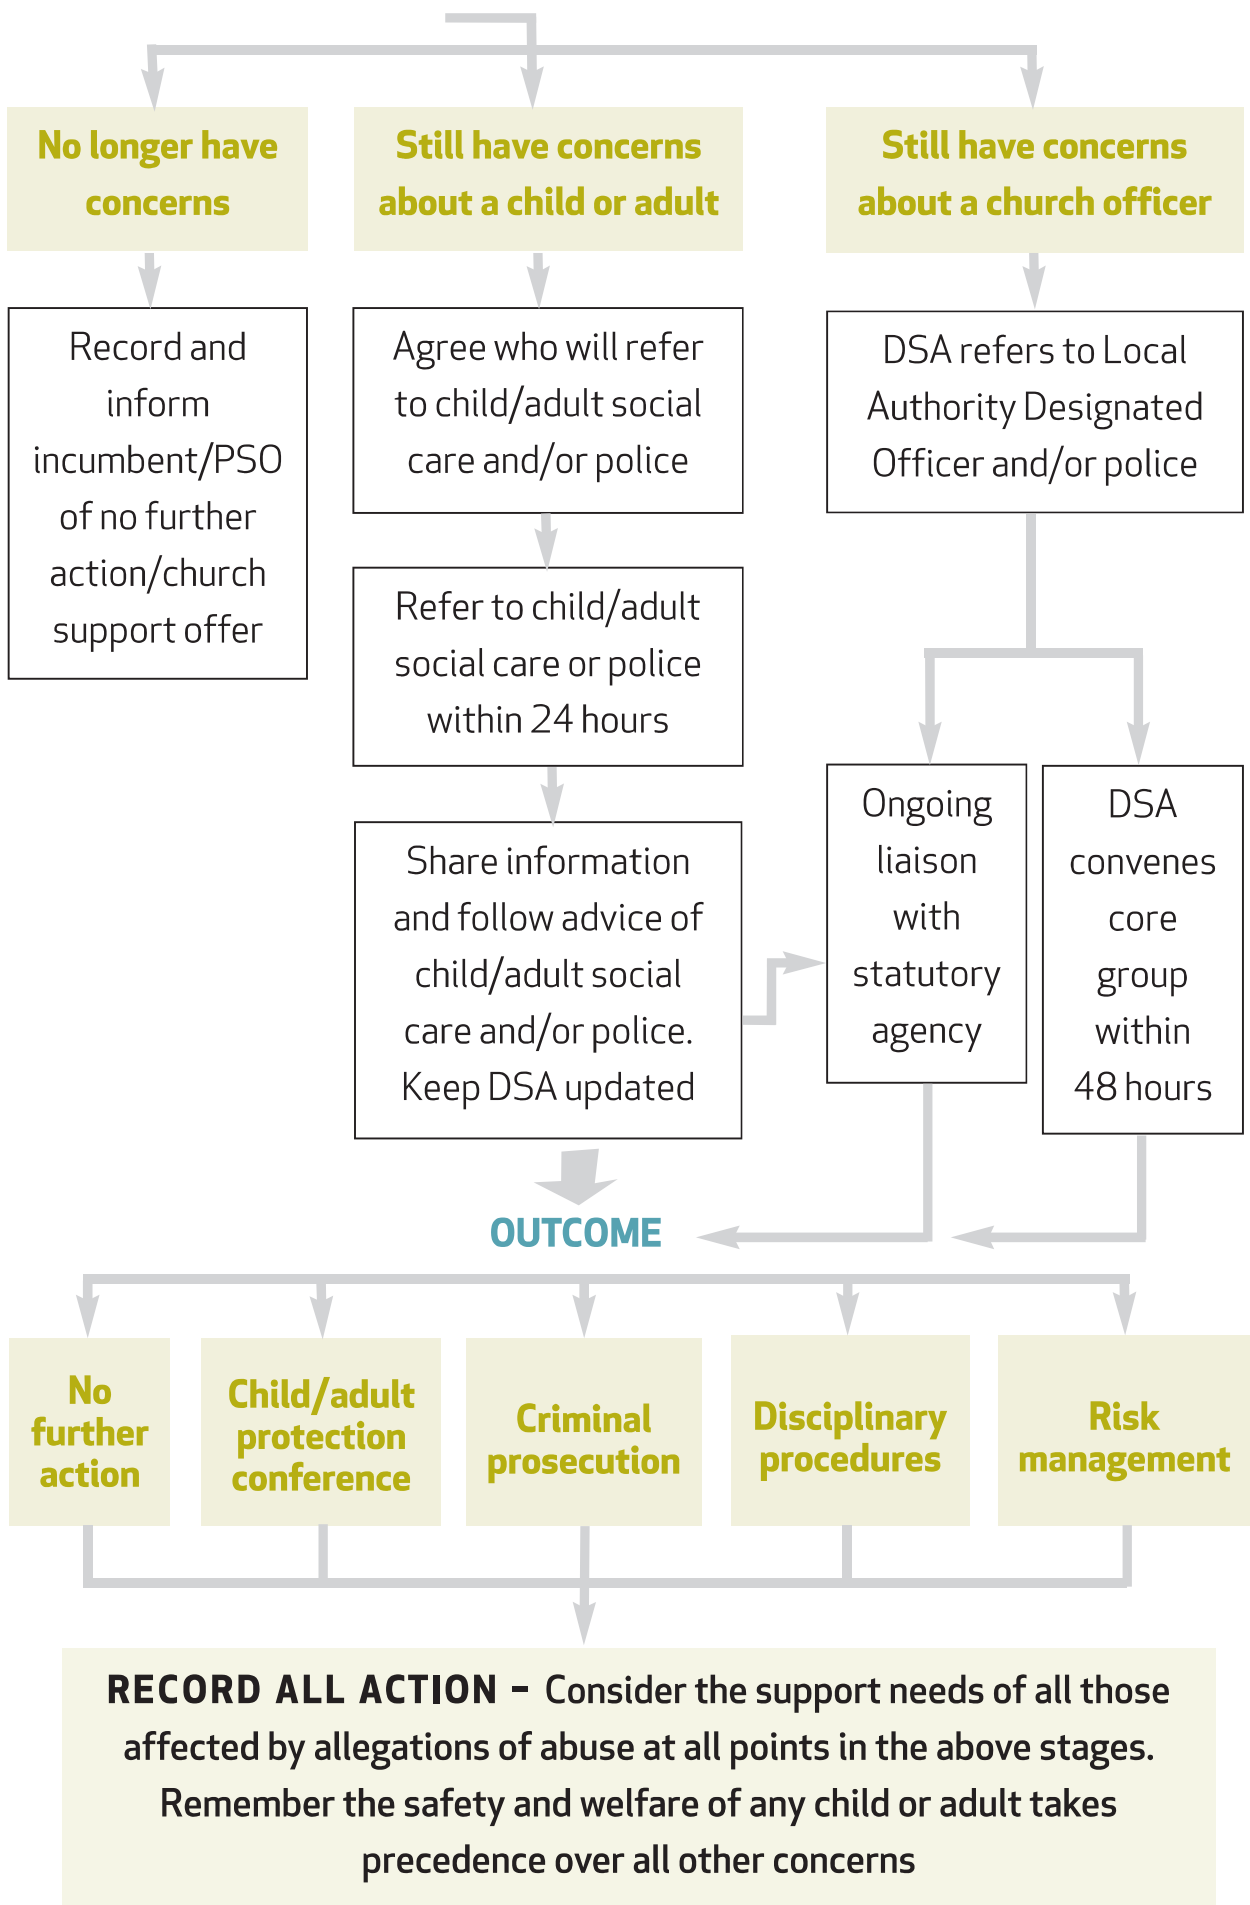 No longer have
concerns
Still have concerns
about a child or adult
Still have concerns
about a church officer
Record and
inform
incumbent/PSO
of no further
action/church
support offer
Agree who will refer
to child/adult social
care and/or police
DSA refers to Local
Authority Designated
Officer and/or police
Refer to child/adult
social care or police
within 24 hours
Share information
and follow advice of
child/adult social
care and/or police.
Keep DSA updated
Ongoing
liaison
with
statutory
agency
DSA
convenes
core
group
within
48 hours
OUTCOME
No
further
action
Child/adult
protection
conference
Criminal
prosecution
Disciplinary
procedures
Risk
management
RECORD ALL ACTION – Consider the support needs of all those
affected by allegations of abuse at all points in the above stages.
Remember the safety and welfare of any child or adult takes
precedence over all other concerns